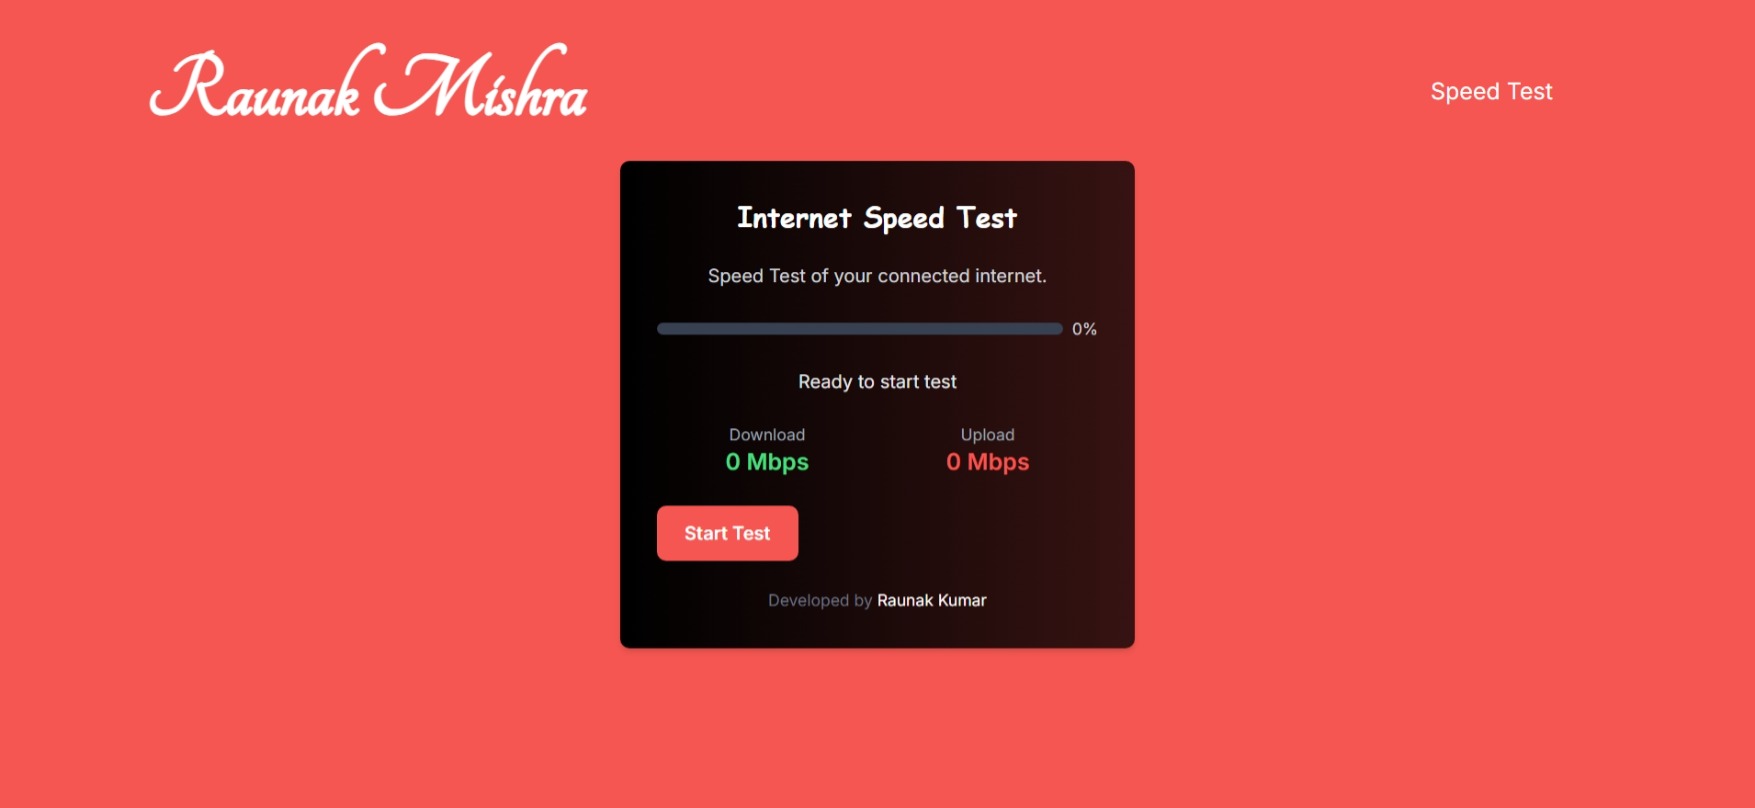 Raunak Mishra
Speed Test
Internet Speed Test
Speed Test of your connected internet.
0%
Ready to start test
Download Upload
0 Mbps 0 Mbps
Start Test
Developed by Raunak Kumar